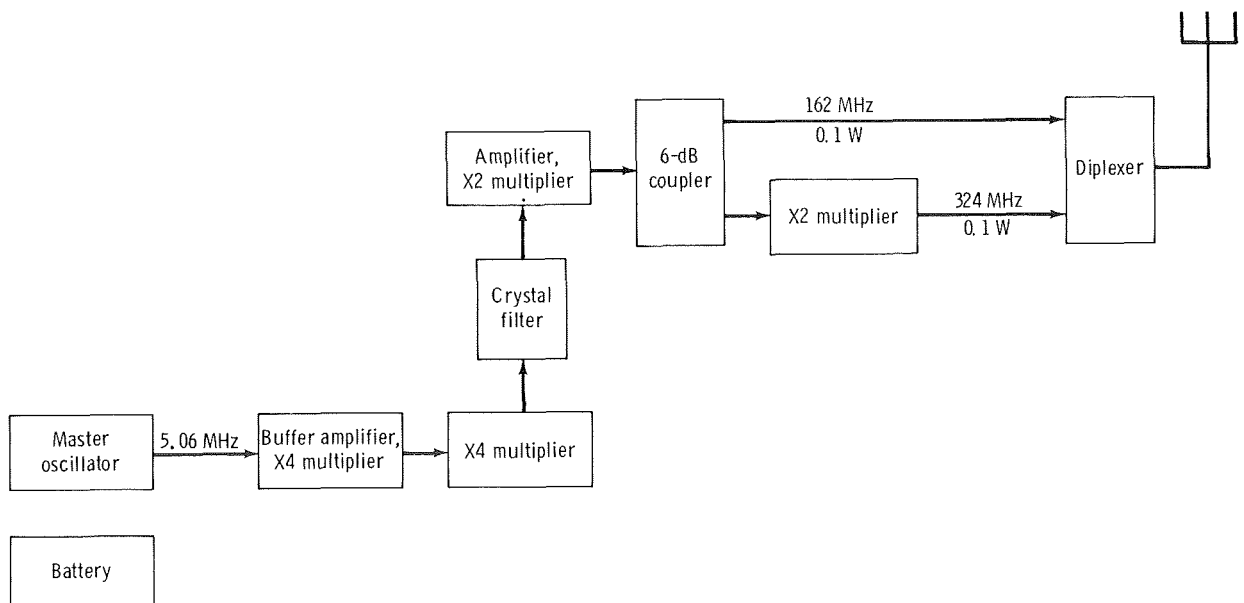 162 MHz
0.1 W
Amplifier,
X2 multiplier
6-dB
coupler
Diplexer
X2 multiplier
324 MHz
0.1 W
Crystal
filter
Master
oscillator
5.06 MHz
Buffer amplifier,
X4 multiplier
X4 multiplier
Battery